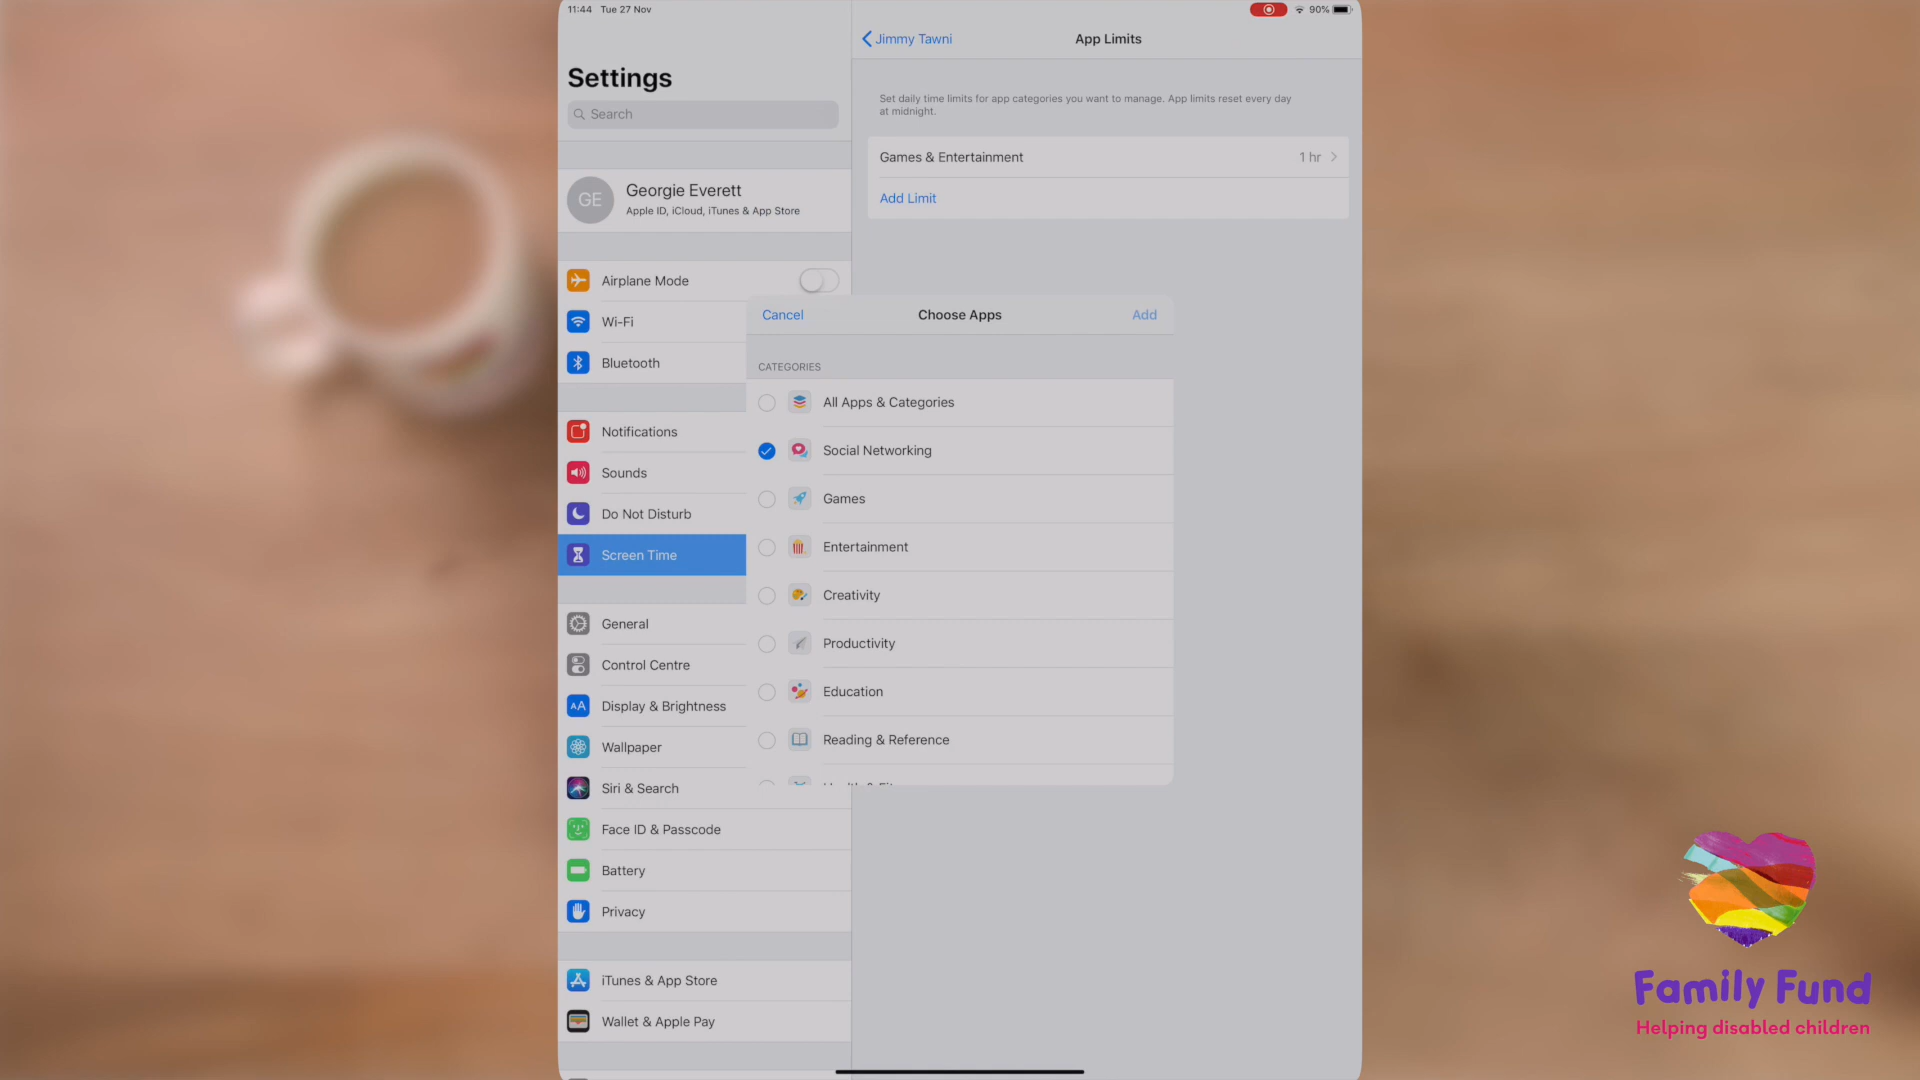 11:44 Tue 27 Nov
90%
Settings
Search
GE
Georgie Everett
Apple ID, iCloud, iTunes & App Store
Airplane Mode
Wi-Fi
Bluetooth
Notifications
Sounds
Do Not Disturb
Screen Time
General
Control Centre
AA
Display & Brightness
Wallpaper
Siri & Search
Face ID & Passcode
Battery
Privacy
iTunes & App Store
Wallet & Apple Pay
Jimmy Tawni
App Limits
Set daily time limits for app categories you want to manage. App limits reset every day
at midnight.
Games & Entertainment 1 hr
Add Limit
Cancel Choose Apps Add
CATEGORIES
All Apps & Categories
Social Networking
Games
Entertainment
Creativity
Productivity
Education
Reading & Reference
Family Fund
Helping disabled children